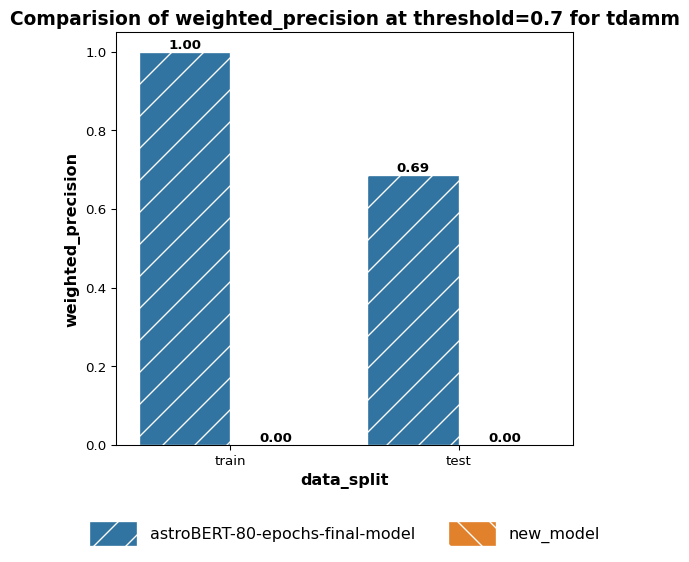 Comparision of weighted_precision at threshold=0.7 for tdamm
weighted_precision
1.0
0.8
0.6
0.4
0.2
0.0
1.00
0.00
0.69
0.00
train
test
data_split
astroBERT-80-epochs-final-model
new_model